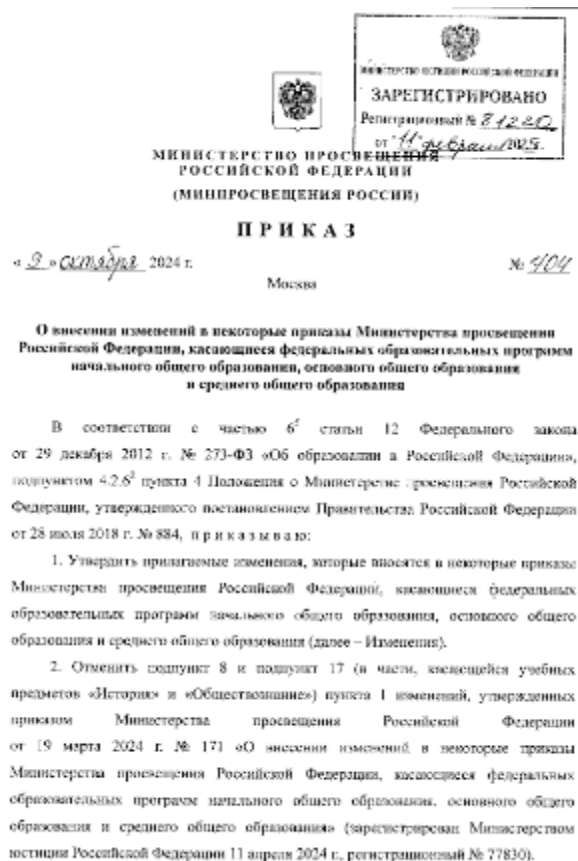 МИНИСТЕРСТВО ЮСТИЦИИ РОССИЙСКОЙ ФЕДЕРАЦИИ
ЗАРЕГИСТРИРОВАНО
Регистрационный № 81220
от "11" февраля 2025.
МИНИСТЕРСТВО ПРОСВЕЩЕНИЯ
РОССИЙСКОЙ ФЕДЕРАЦИИ
(МИНПРОСВЕЩЕНИЯ РОССИИ)
ПРИКАЗ
« 9 » октября 2024 г.
№ 704
Москва
О внесении изменений в некоторые приказы Министерства просвещения
Российской Федерации, касающиеся федеральных образовательных программ
начального общего образования, основного общего образования
и среднего общего образования
В соответствии с частью 6⁵ статьи 12 Федерального закона
от 29 декабря 2012 г. № 273-ФЗ «Об образовании в Российской Федерации»,
подпунктом 4.2.6² пункта 4 Положения о Министерстве просвещения Российской
Федерации, утвержденного постановлением Правительства Российской Федерации
от 28 июля 2018 г. № 884, п р и к а з ы в а ю:
1. Утвердить прилагаемые изменения, которые вносятся в некоторые приказы
Министерства просвещения Российской Федерации, касающиеся федеральных
образовательных программ начального общего образования, основного общего
образования и среднего общего образования (далее – Изменения).
2. Отменить подпункт 8 и подпункт 17 (в части, касающейся учебных
предметов «История» и «Обществознание») пункта 1 изменений, утвержденных
приказом Министерства просвещения Российской Федерации
от 19 марта 2024 г. № 171 «О внесении изменений в некоторые приказы
Министерства просвещения Российской Федерации, касающиеся федеральных
образовательных программ начального общего образования, основного общего
образования и среднего общего образования» (зарегистрирован Министерством
юстиции Российской Федерации 11 апреля 2024 г., регистрационный № 77830).